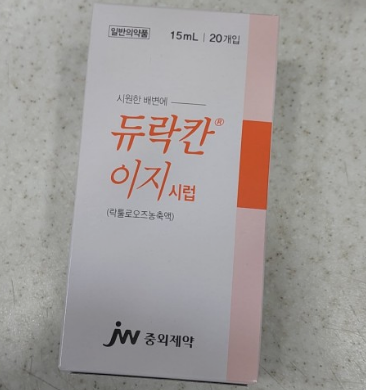 일반의약품 15mL | 20개입
시원한 배변에
듀락칸®
이지시럽
(락툴로오즈농축액)
jw 중외제약